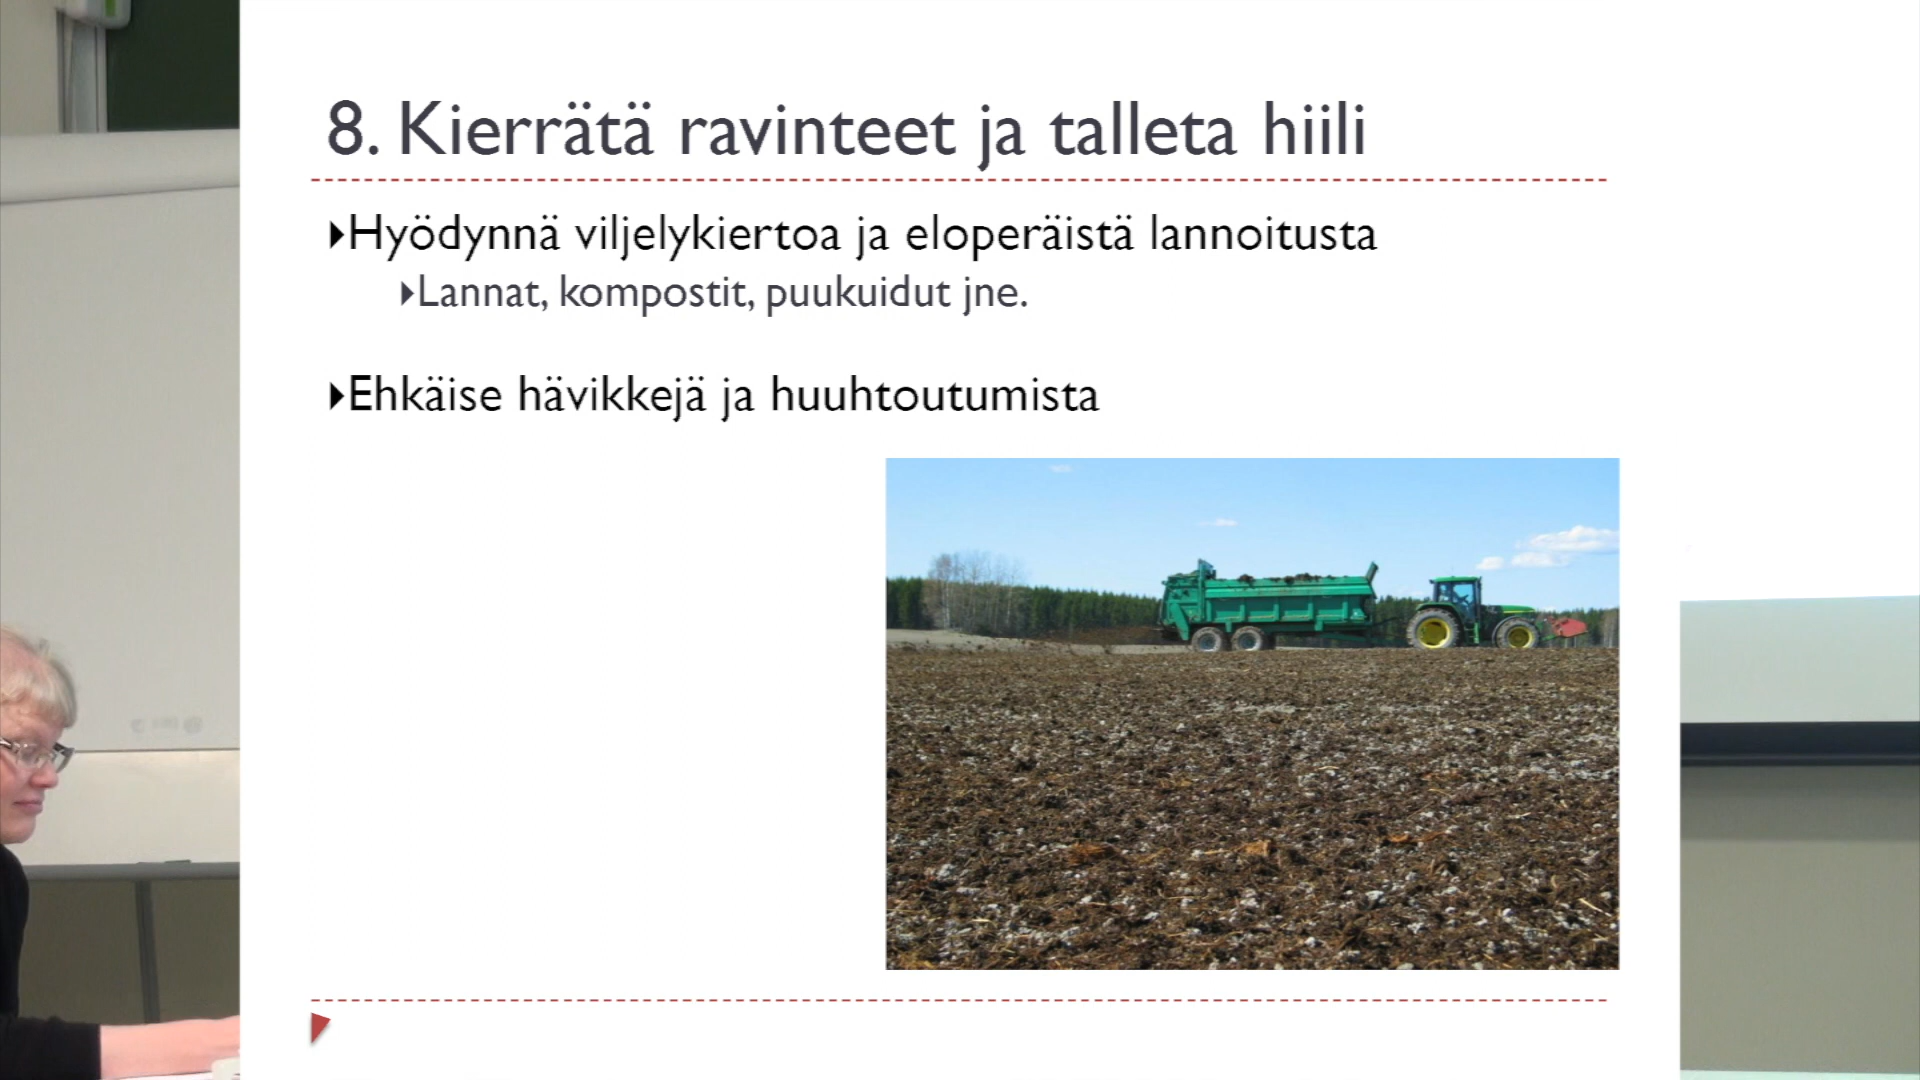 8. Kierrätä ravinteet ja talleta hiili
Hyödynnä viljelykiertoa ja eloperäistä lannoitusta
Lannat, kompostit, puukuidut jne.
Ehkäise hävikkejä ja huuhtoutumista